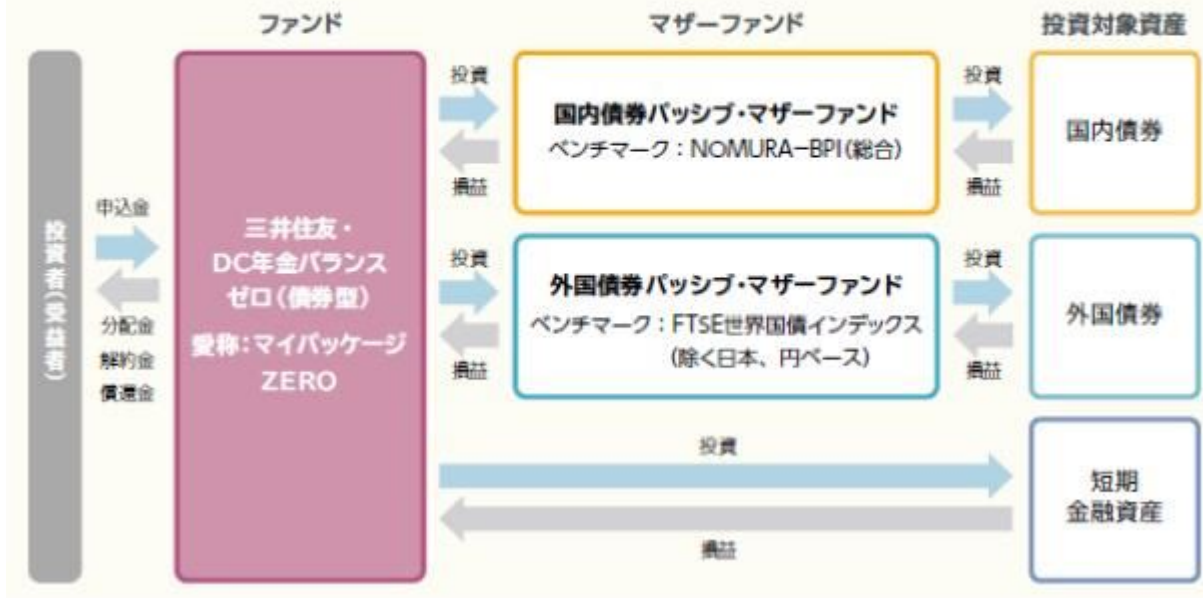 ファンド
マザーファンド
投資対象資産
投資者(受益者)
申込金
分配金
解約金
償還金
三井住友・
DC年金バランス
ゼロ(債券型)
愛称:マイパッケージ
ZERO
投資
損益
国内債券パッシブ・マザーファンド
ベンチマーク:NOMURA-BPI(総合)
投資
損益
国内債券
投資
損益
外国債券パッシブ・マザーファンド
ベンチマーク:FTSE世界国債インデックス
(除く日本、円ベース)
投資
損益
外国債券
投資
損益
短期
金融資産